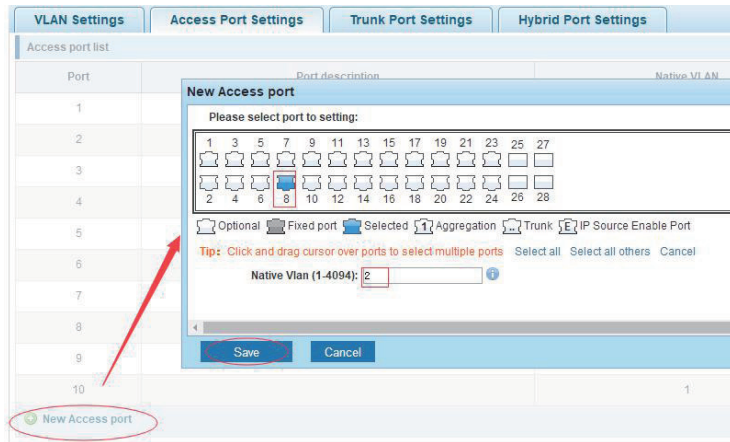 VLAN Settings Access Port Settings Trunk Port Settings Hybrid Port Settings
Access port list
Port Port description Native VLAN
New Access port
Please select port to setting:
1 3 5 7 9 11 13 15 17 19 21 23 25 27
2 4 6 8 10 12 14 16 18 20 22 24 26 28
Optional Fixed port Selected 1 Aggregation .. Trunk E IP Source Enable Port
Tip: Click and drag cursor over ports to select multiple ports Select all Select all others Cancel
Native Vlan (1-4094): 2
Save Cancel
1
2
3
4
5
6
7
8
9
10 1
New Access port